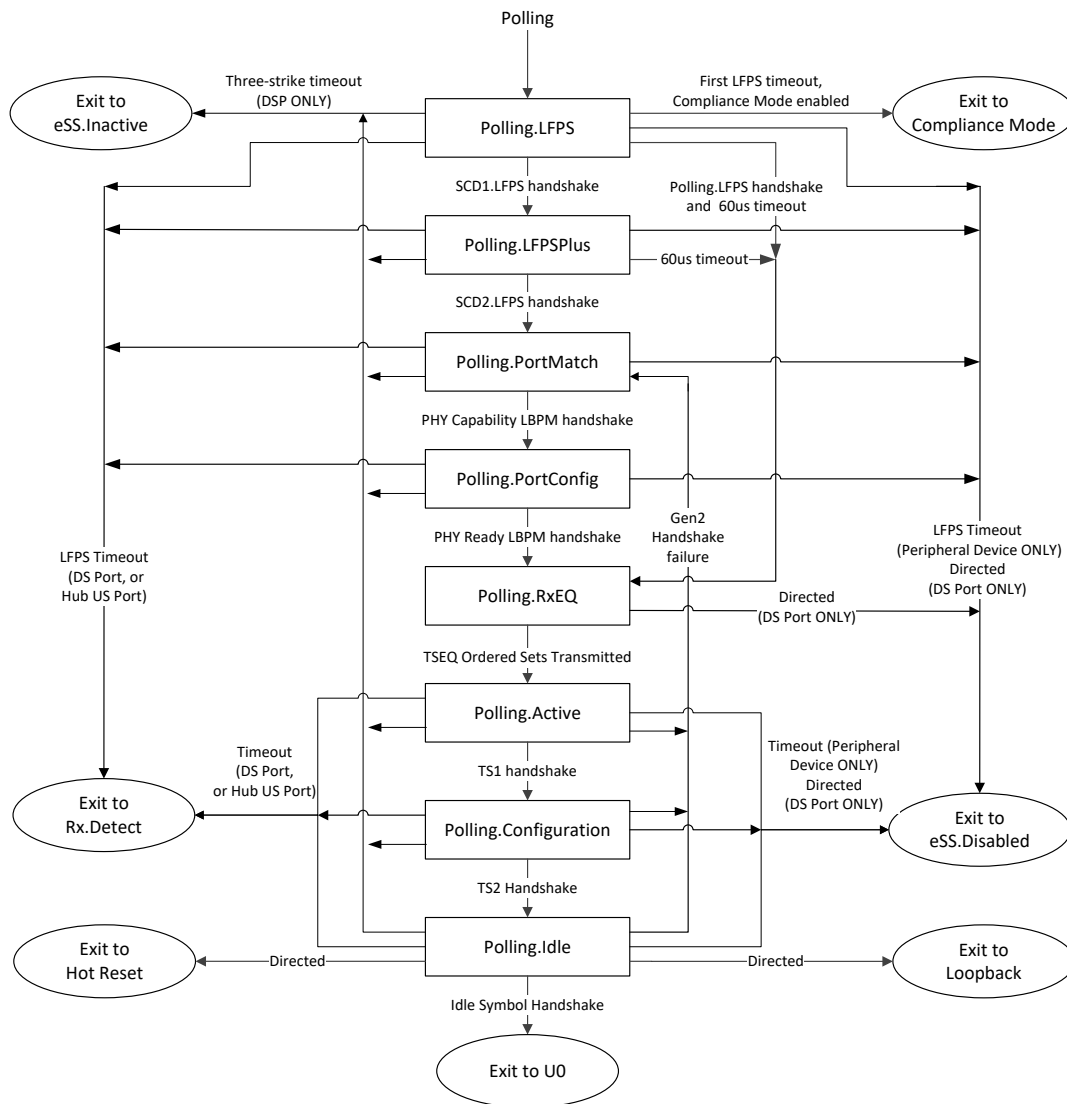 Polling
Three-strike timeout
(DSP ONLY)
First LFPS timeout,
Compliance Mode enabled
Exit to
eSS.Inactive
Polling.LFPS
Exit to
Compliance Mode
SCD1.LFPS handshake
Polling.LFPS handshake
and 60us timeout
Polling.LFPSPlus
60us timeout
SCD2.LFPS handshake
Polling.PortMatch
PHY Capability LBPM handshake
Polling.PortConfig
Gen2
Handshake
failure
PHY Ready LBPM handshake
LFPS Timeout
(DS Port, or
Hub US Port)
LFPS Timeout
(Peripheral Device ONLY)
Directed
(DS Port ONLY)
Polling.RxEQ
Directed
(DS Port ONLY)
TSEQ Ordered Sets Transmitted
Polling.Active
Timeout
(DS Port,
or Hub US Port)
TS1 handshake
Timeout (Peripheral
Device ONLY)
Directed
(DS Port ONLY)
Exit to
Rx.Detect
Polling.Configuration
Exit to
eSS.Disabled
TS2 Handshake
Exit to
Hot Reset
Directed
Polling.Idle
Directed
Exit to
Loopback
Idle Symbol Handshake
Exit to U0